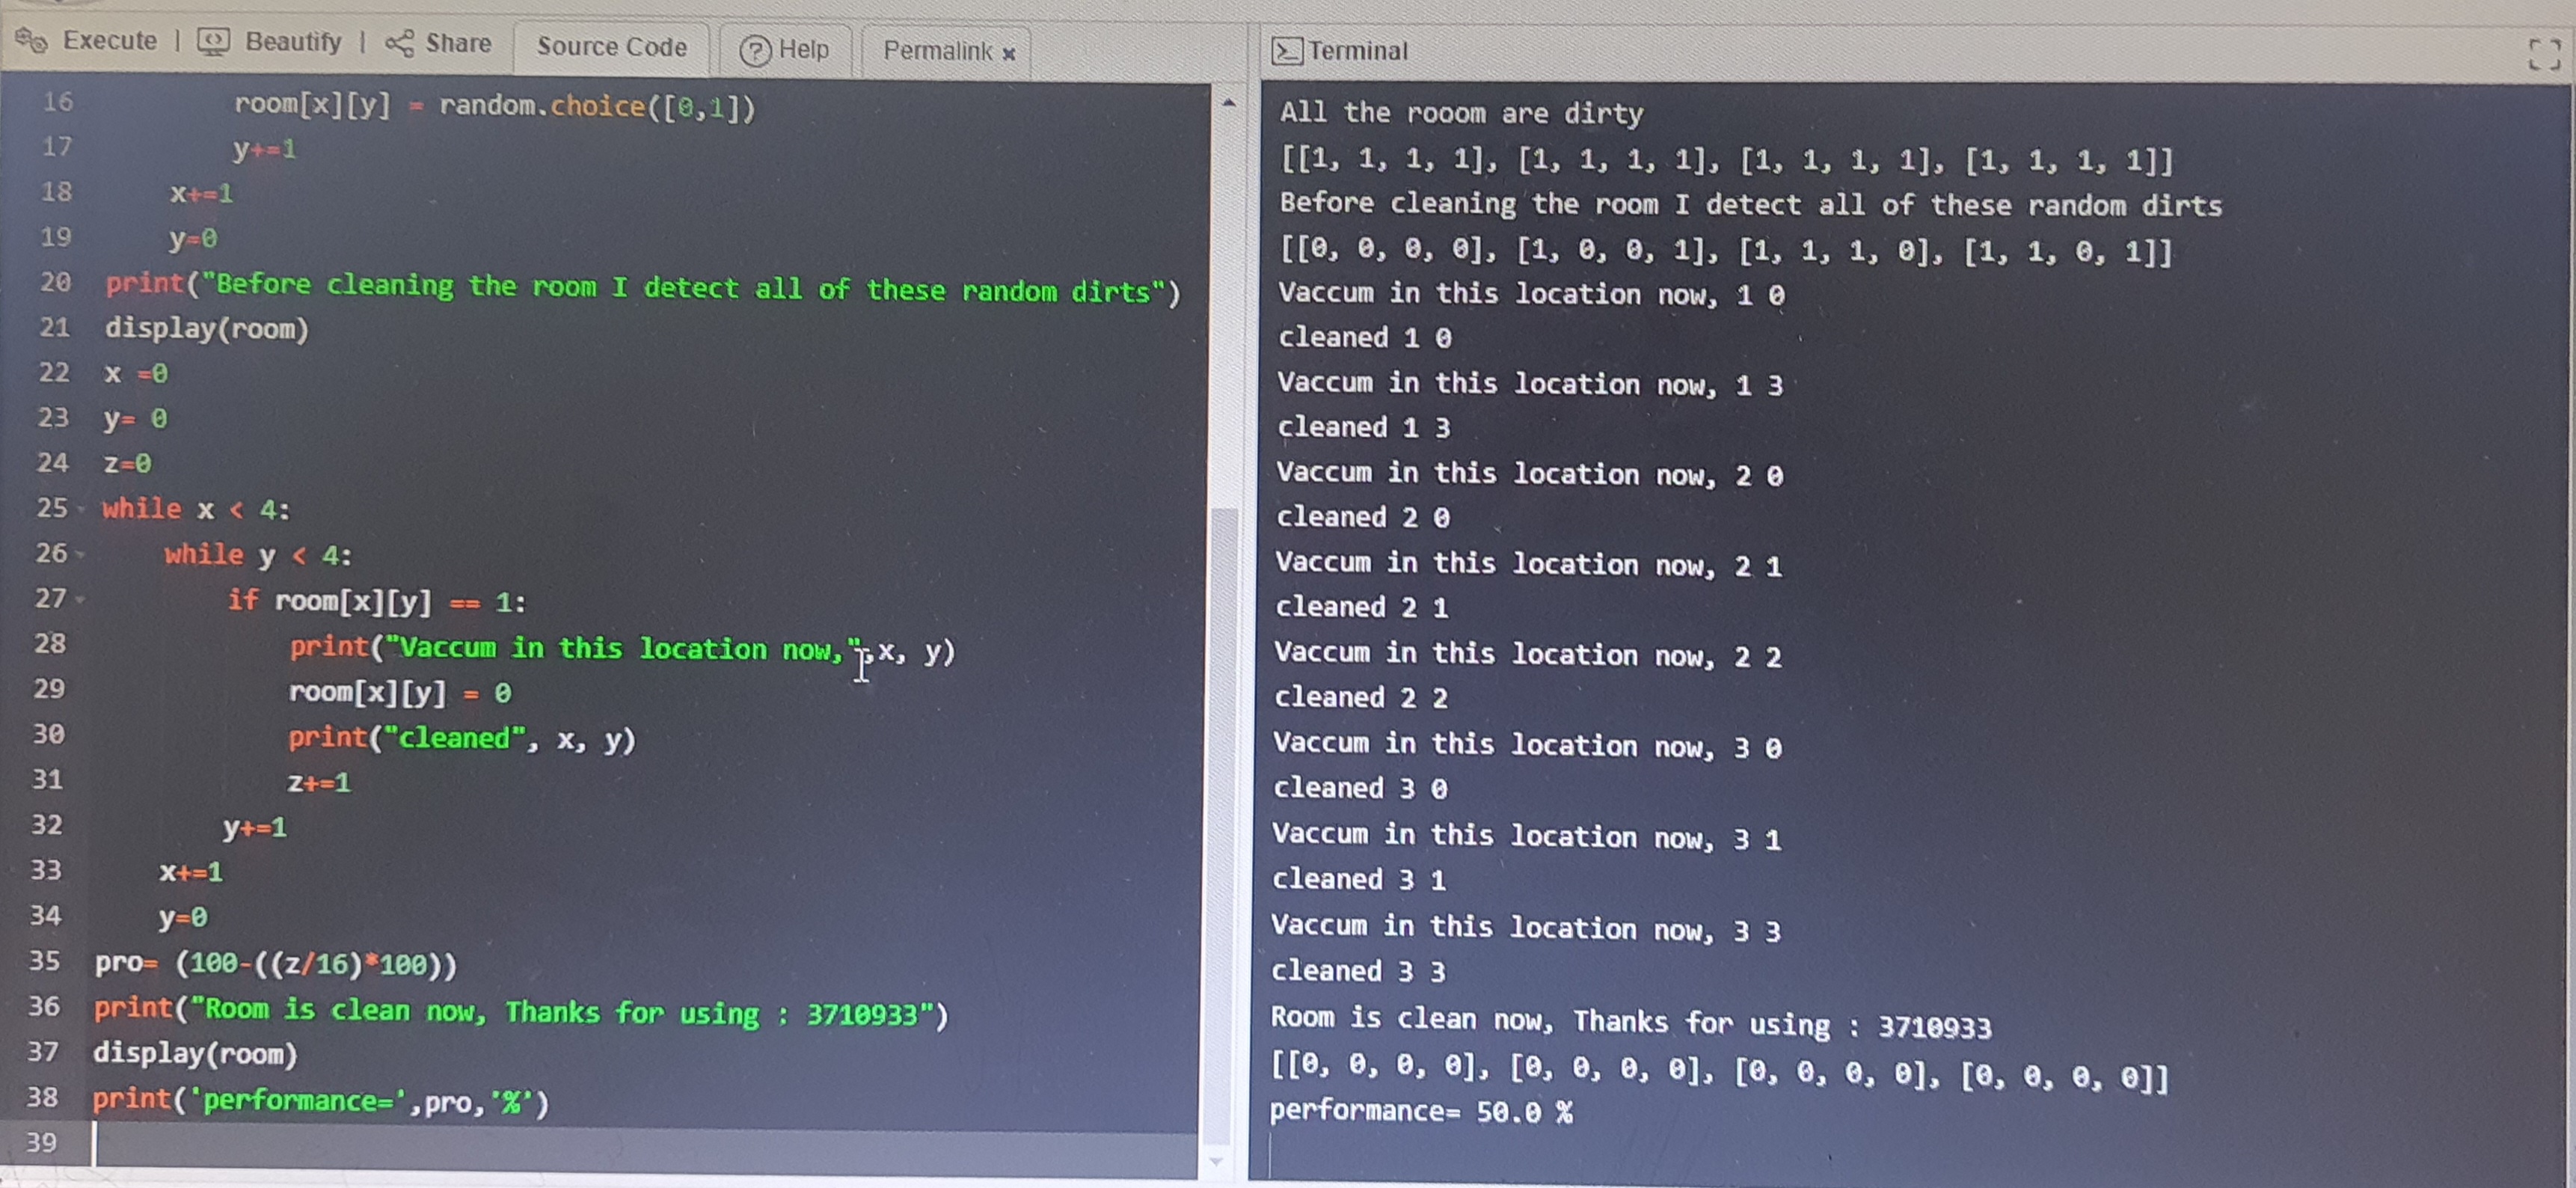 Execute | Beautify | Share Source Code Help Permalink x
16 room[x][y] = random.choice([0,1])
17 y+=1
18 x+=1
19 y=0
20 print("Before cleaning the room I detect all of these random dirts")
21 display(room)
22 x =0
23 y= 0
24 z=0
25 while x < 4:
26 while y < 4:
27 if room[x][y] == 1:
28 print("Vaccum in this location now,",x, y)
29 room[x][y] = 0
30 print("cleaned", x, y)
31 z+=1
32 y+=1
33 x+=1
34 y=0
35 pro= (100-((z/16)*100))
36 print("Room is clean now, Thanks for using : 3710933")
37 display(room)
38 print('performance=',pro,'%')
39
Terminal
All the rooom are dirty
[[1, 1, 1, 1], [1, 1, 1, 1], [1, 1, 1, 1], [1, 1, 1, 1]]
Before cleaning the room I detect all of these random dirts
[[0, 0, 0, 0], [1, 0, 0, 1], [1, 1, 1, 0], [1, 1, 0, 1]]
Vaccum in this location now, 1 0
cleaned 1 0
Vaccum in this location now, 1 3
cleaned 1 3
Vaccum in this location now, 2 0
cleaned 2 0
Vaccum in this location now, 2 1
cleaned 2 1
Vaccum in this location now, 2 2
cleaned 2 2
Vaccum in this location now, 3 0
cleaned 3 0
Vaccum in this location now, 3 1
cleaned 3 1
Vaccum in this location now, 3 3
cleaned 3 3
Room is clean now, Thanks for using : 3710933
[[0, 0, 0, 0], [0, 0, 0, 0], [0, 0, 0, 0], [0, 0, 0, 0]]
performance= 50.0 %